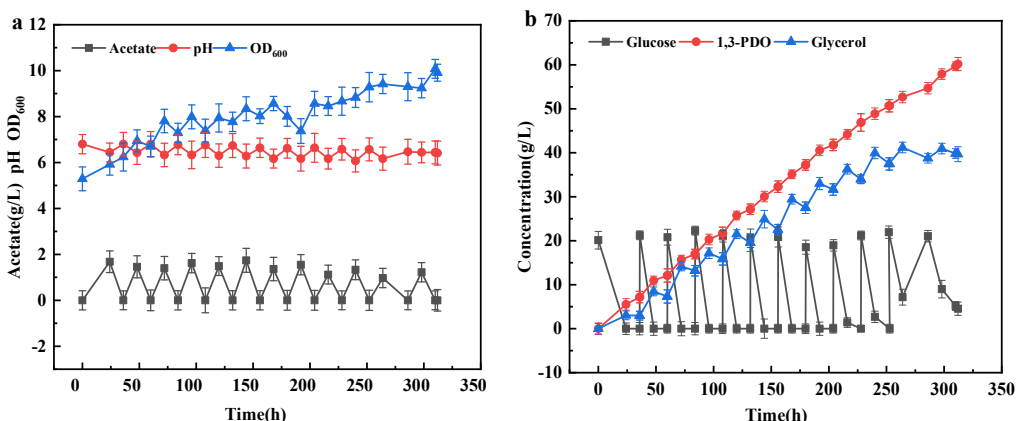 a
Acetate(g/L) pH OD600
12
10
8
6
4
2
0
-2
Acetate pH OD600
0 50 100 150 200 250 300 350
Time(h)
b
Concentration(g/L)
70
60
50
40
30
20
10
0
-10
Glucose 1,3-PDO Glycerol
0 50 100 150 200 250 300 350
Time(h)